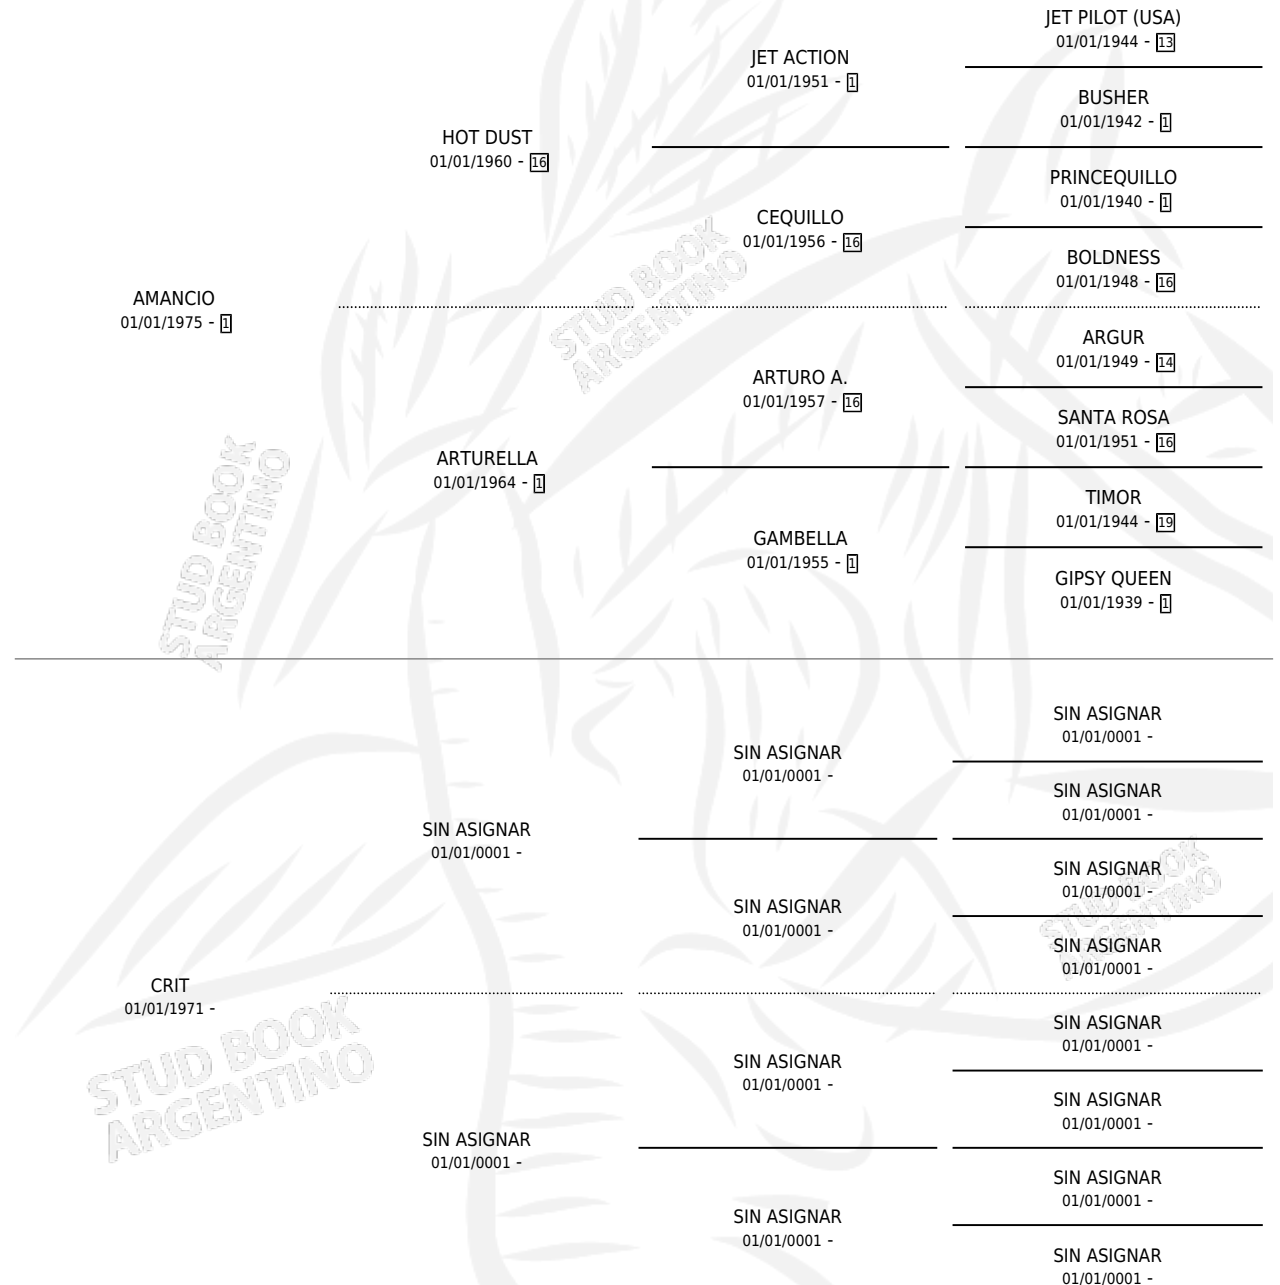 JET PILOT (USA)
01/01/1944 - 13
JET ACTION
01/01/1951 - 1
BUSHER
01/01/1942 - 1
HOT DUST
01/01/1960 - 16
PRINCEQUILLO
01/01/1940 - 1
CEQUILLO
01/01/1956 - 16
BOLDNESS
01/01/1948 - 16
AMANCIO
01/01/1975 - 1
ARGUR
01/01/1949 - 14
ARTURO A.
01/01/1957 - 16
SANTA ROSA
01/01/1951 - 16
ARTURELLA
01/01/1964 - 1
TIMOR
01/01/1944 - 19
GAMBELLA
01/01/1955 - 1
GIPSY QUEEN
01/01/1939 - 1
SIN ASIGNAR
01/01/0001 -
SIN ASIGNAR
01/01/0001 -
SIN ASIGNAR
01/01/0001 -
SIN ASIGNAR
01/01/0001 -
SIN ASIGNAR
01/01/0001 -
SIN ASIGNAR
01/01/0001 -
SIN ASIGNAR
01/01/0001 -
CRIT
01/01/1971 -
SIN ASIGNAR
01/01/0001 -
SIN ASIGNAR
01/01/0001 -
SIN ASIGNAR
01/01/0001 -
SIN ASIGNAR
01/01/0001 -
SIN ASIGNAR
01/01/0001 -
SIN ASIGNAR
01/01/0001 -
SIN ASIGNAR
01/01/0001 -
STUD BOOK
ARGENTINO
STUD BOOK
ARGENTINO
STUD BOOK
ARGENTINO
STUD BOOK
ARGENTINO